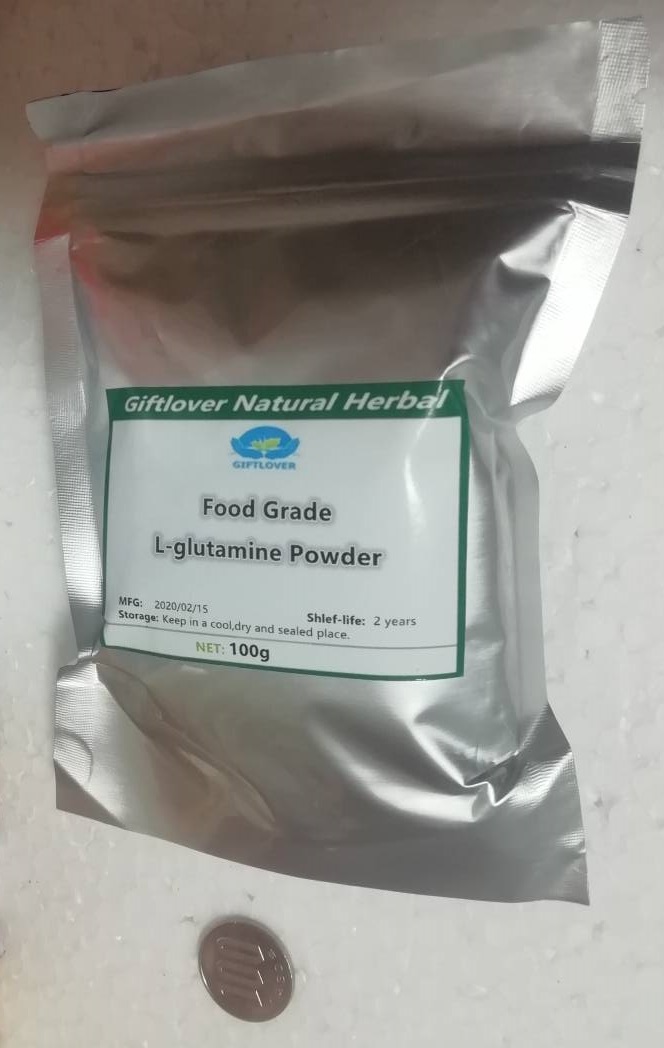 Giftlover Natural Herbal
GIFTLOVER
Food Grade
L-glutamine Powder
MFG: 2020/02/15
Shlef-life: 2 years
Storage: Keep in a cool,dry and sealed place.
NET: 100g
100